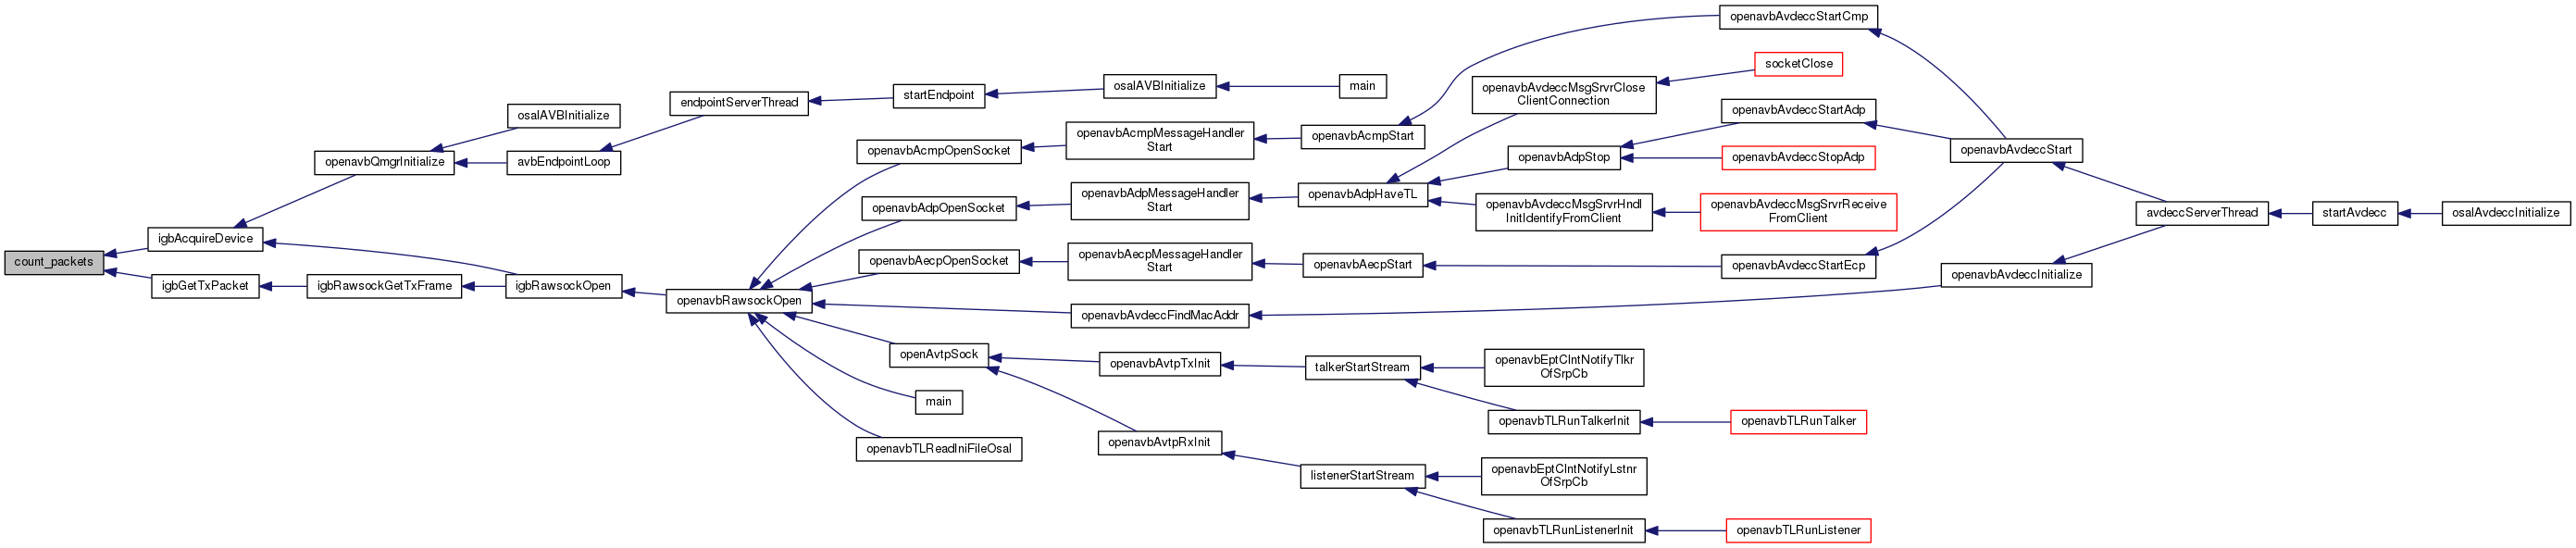 count_packets
igbAcquireDevice
igbGetTxPacket
openavbQmgrInitialize
igbRawsockGetTxFrame
osalAVBInitialize
avbEndpointLoop
igbRawsockOpen
endpointServerThread
openavbRawsockOpen
startEndpoint
openavbAcmpOpenSocket
openavbAdpOpenSocket
openavbAecpOpenSocket
openAvtpSock
main
openavbTLReadIniFileOsal
osalAVBInitialize
openavbAcmpMessageHandler
Start
openavbAdpMessageHandler
Start
openavbAecpMessageHandler
Start
openavbAvdeccFindMacAddr
openavbAvtpTxInit
openavbAvtpRxInit
main
openavbAcmpStart
openavbAdpHaveTL
openavbAecpStart
talkerStartStream
listenerStartStream
openavbAvdeccMsgSrvrClose
ClientConnection
openavbAdpStop
openavbAvdeccMsgSrvrHndl
InitIdentifyFromClient
openavbEptClntNotifyTlkr
OfSrpCb
openavbTLRunTalkerInit
openavbEptClntNotifyLstnr
OfSrpCb
openavbTLRunListenerInit
openavbAvdeccStartCmp
socketClose
openavbAvdeccStartAdp
openavbAvdeccStopAdp
openavbAvdeccMsgSrvrReceive
FromClient
openavbAvdeccStartEcp
openavbTLRunTalker
openavbTLRunListener
openavbAvdeccStart
openavbAvdeccInitialize
avdeccServerThread
startAvdecc
osalAvdeccInitialize